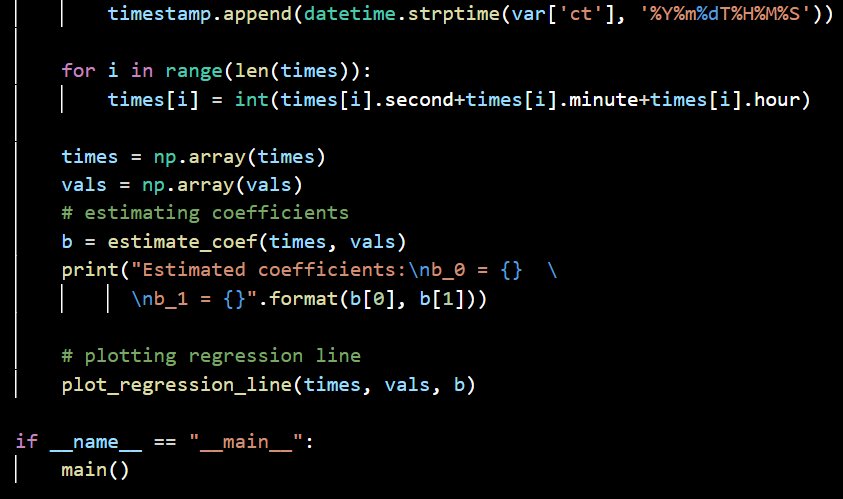 timestamp.append(datetime.strptime(var['ct'], '%Y%m%dT%H%M%S'))
for i in range(len(times)):
times[i] = int(times[i].second+times[i].minute+times[i].hour)
times = np.array(times)
vals = np.array(vals)
# estimating coefficients
b = estimate_coef(times, vals)
print("Estimated coefficients:\nb_0 = {}  \
\nb_1 = {}".format(b[0], b[1]))
# plotting regression line
plot_regression_line(times, vals, b)
if __name__ == "__main__":
main()